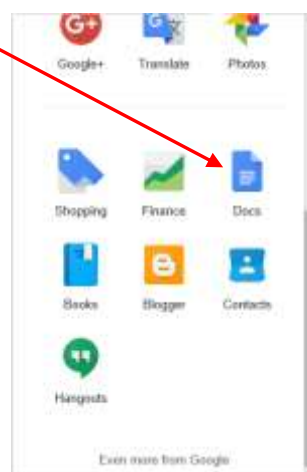 G+
Google+ Translate Photos
Shopping Finance Docs
Books Blogger Contacts
Hangouts
Even more from Google